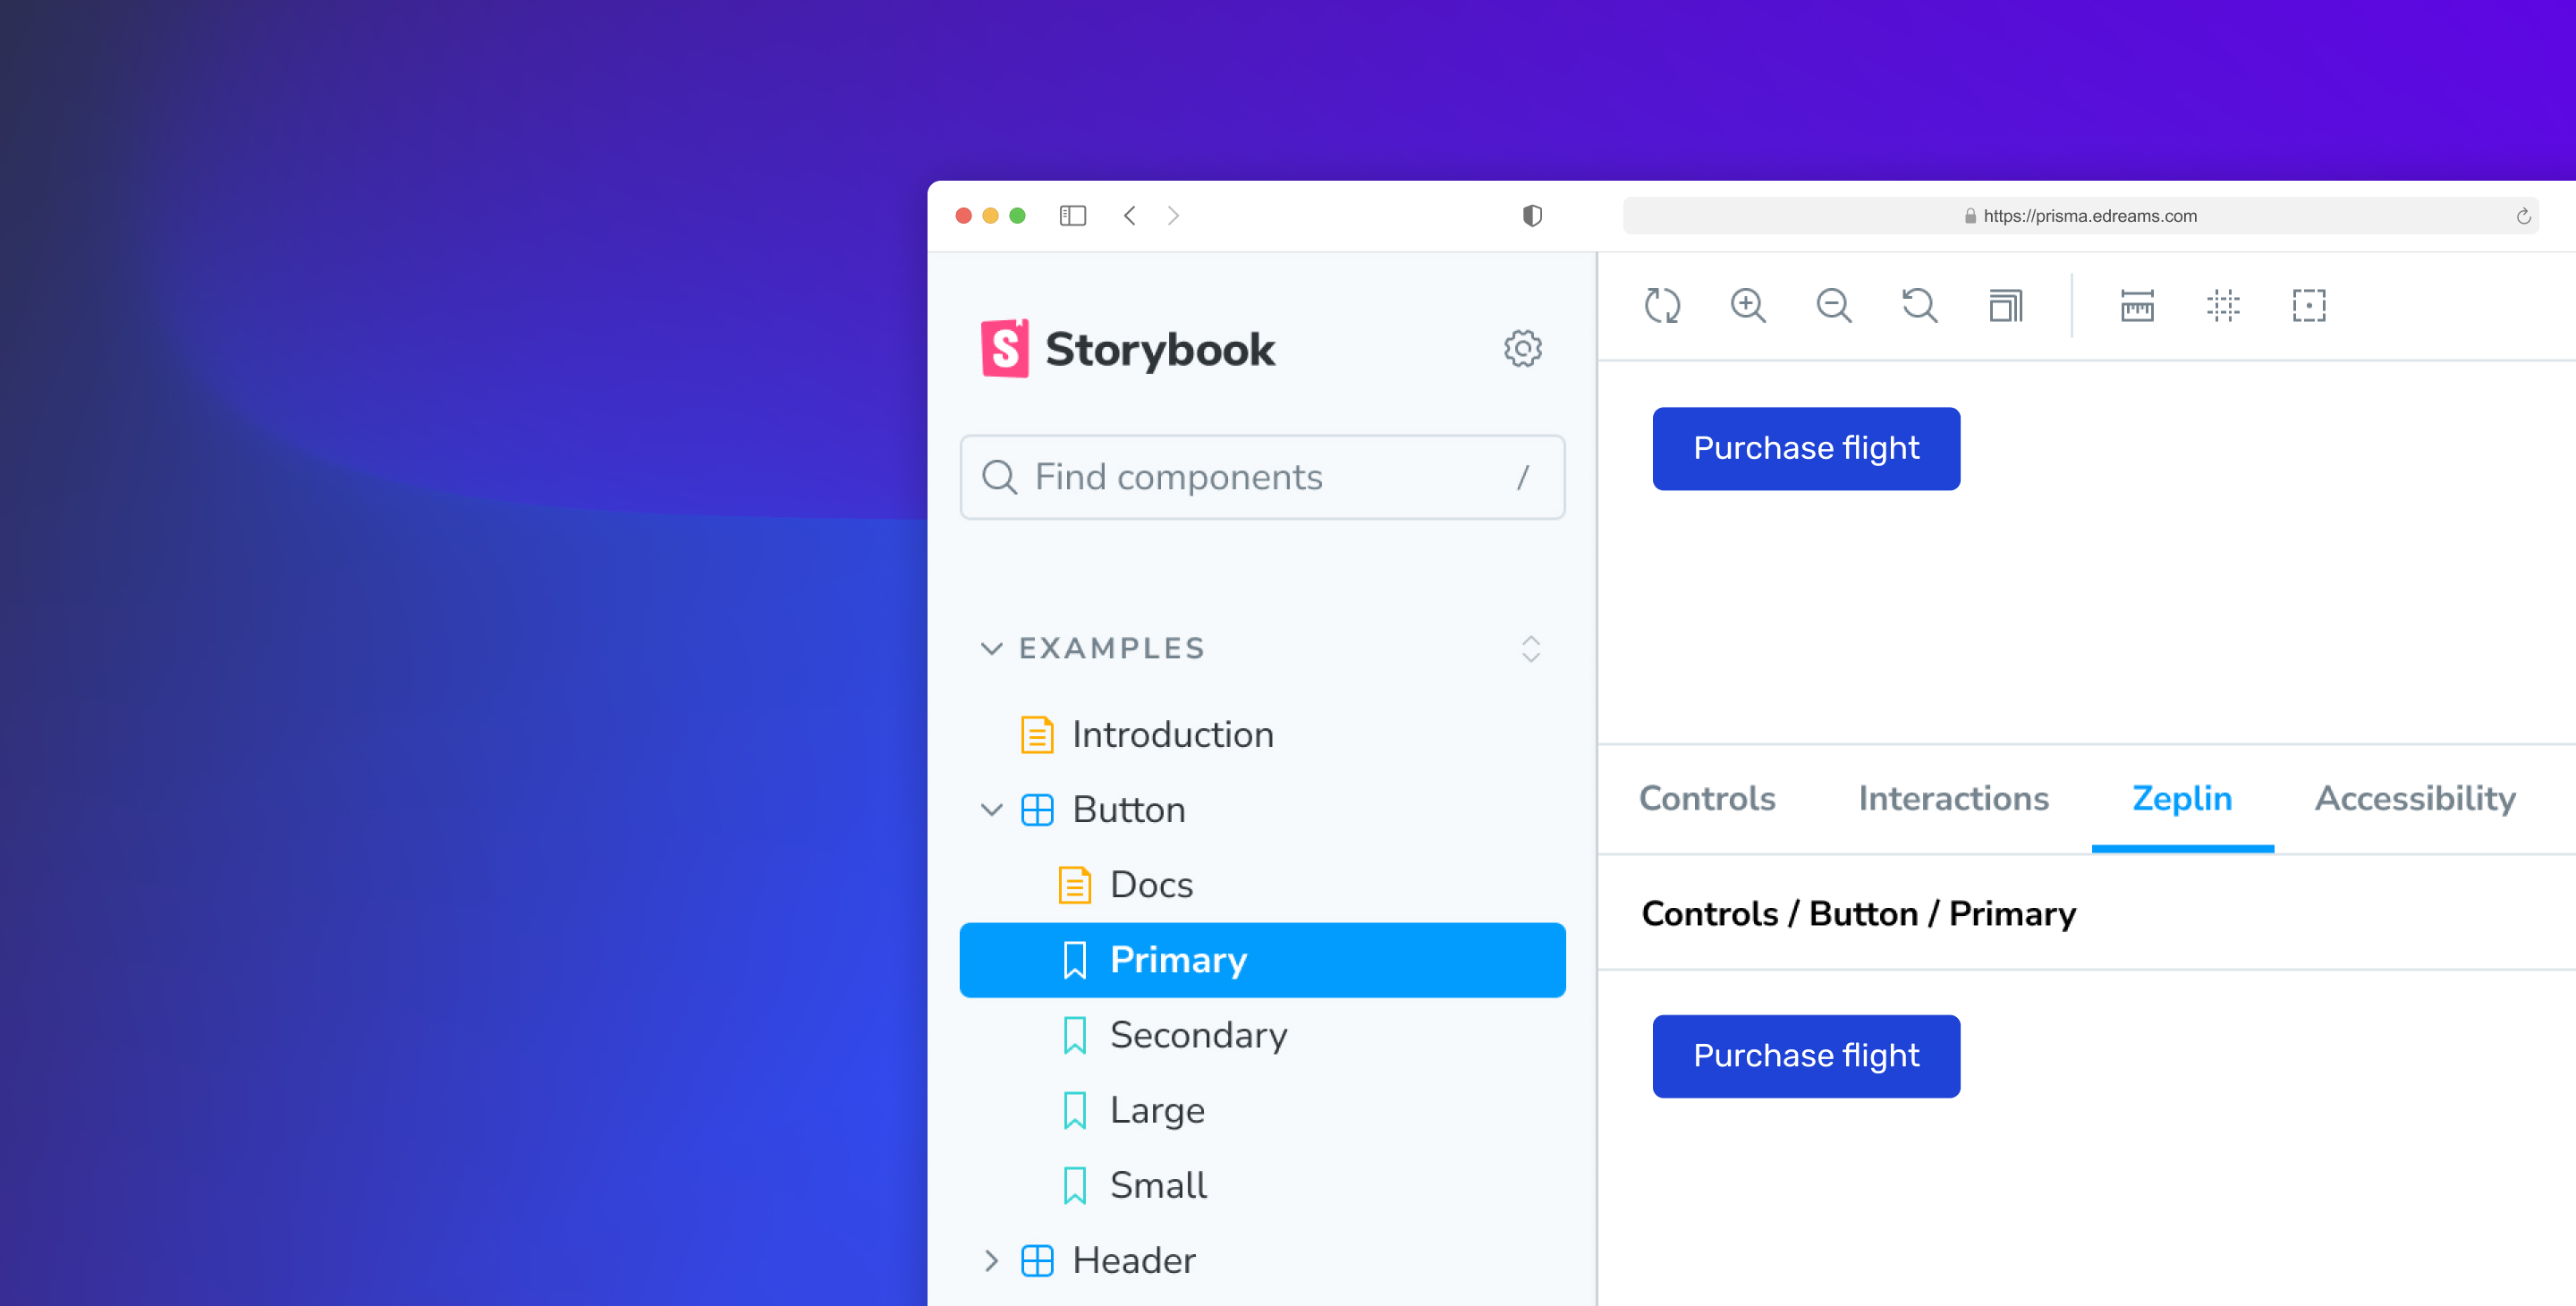 https://prisma.edreams.com
S Storybook
Find components /
EXAMPLES
Introduction
Button
Docs
Primary
Secondary
Large
Small
Header
Purchase flight
Controls Interactions Zeplin Accessibility
Controls / Button / Primary
Purchase flight